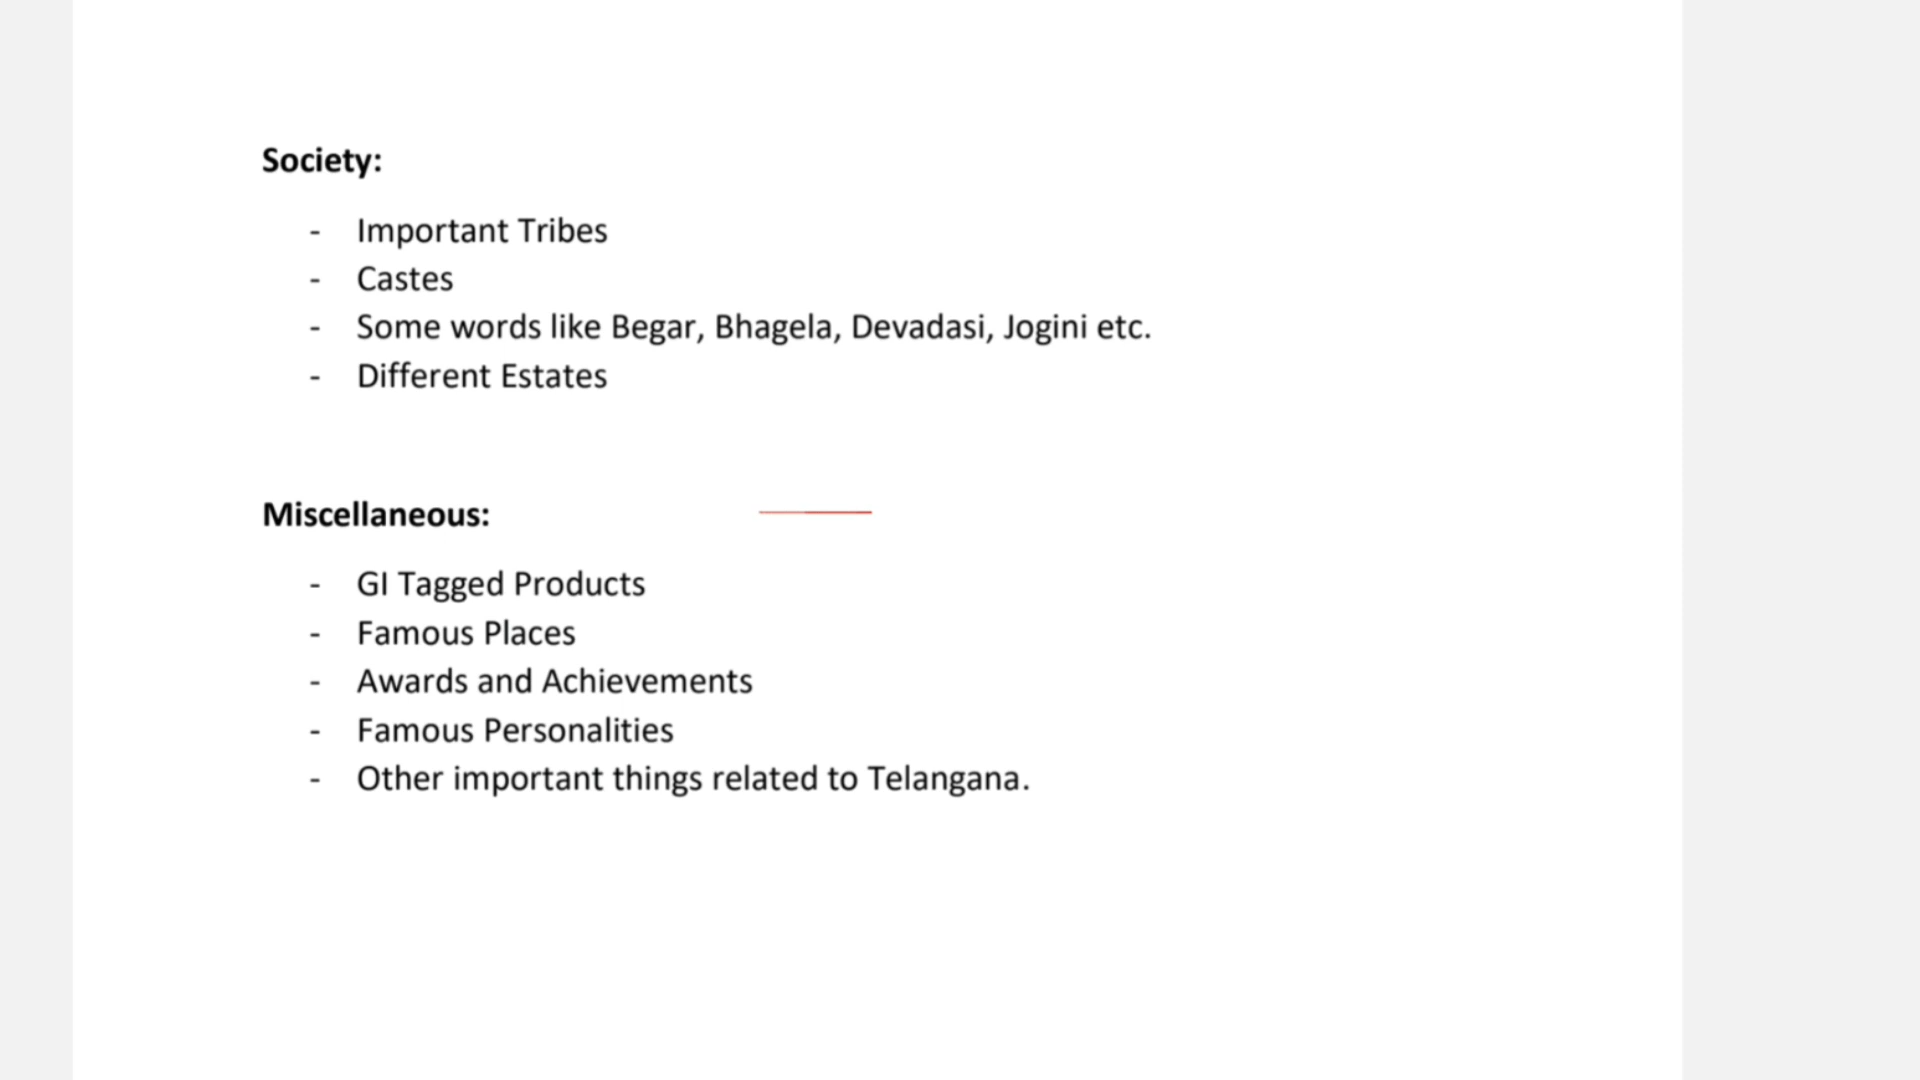 Society:
- Important Tribes
- Castes
- Some words like Begar, Bhagela, Devadasi, Jogini etc.
- Different Estates
Miscellaneous:
- GI Tagged Products
- Famous Places
- Awards and Achievements
- Famous Personalities
- Other important things related to Telangana.